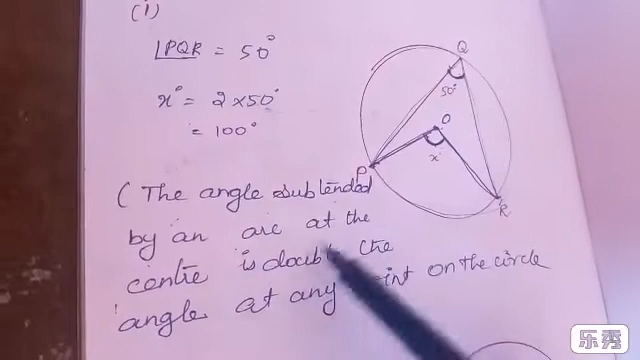 (i)
∠PQR = 50°
x° = 2×50°
= 100°
(The angle subtended
by an arc at the
centre is double the
angle at any point on the circle
Q
50°
O
x°
P
R
乐秀